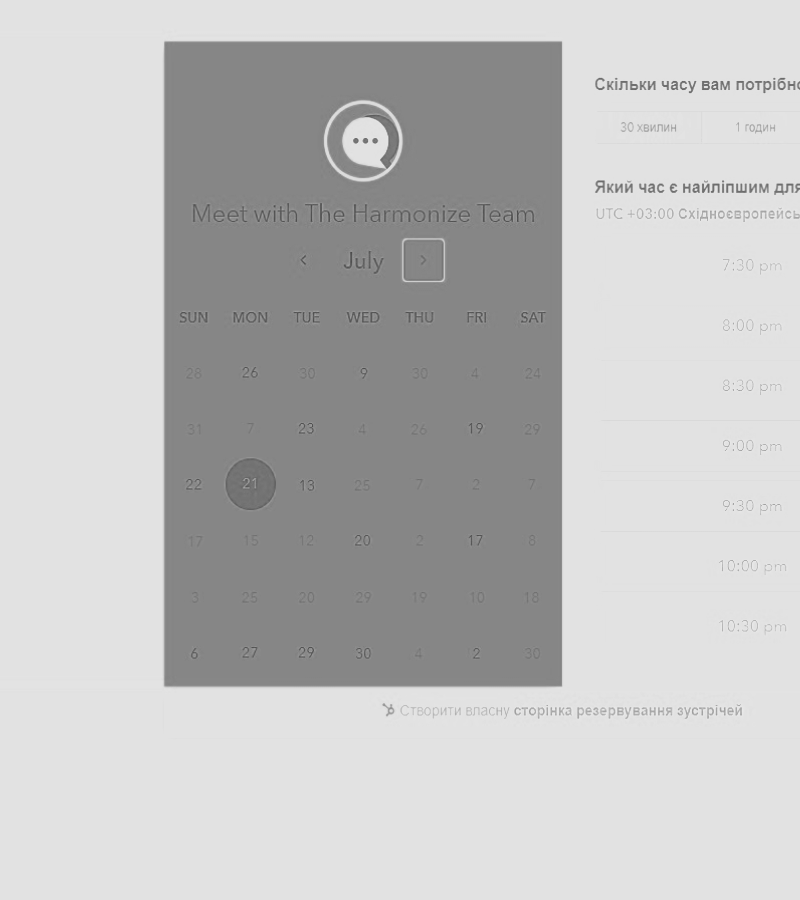 Meet with The Harmonize Team
July
SUN MON TUE WED THU FRI SAT
28 26 30 9 30 4 24
31 7 23 4 26 19 29
22 21 13 25 7 2 7
17 15 12 20 2 17 8
3 25 20 29 19 10 18
6 27 29 30 4 2 30
Скільки часу вам
30 хвилин 1 годин
Який час є найліпшим
UTC +03:00
7:30 pm
8:00 pm
8:30 pm
9:00 pm
9:30 pm
10:00 pm
10:30 pm
Створити власну сторінка резервування зустрічей